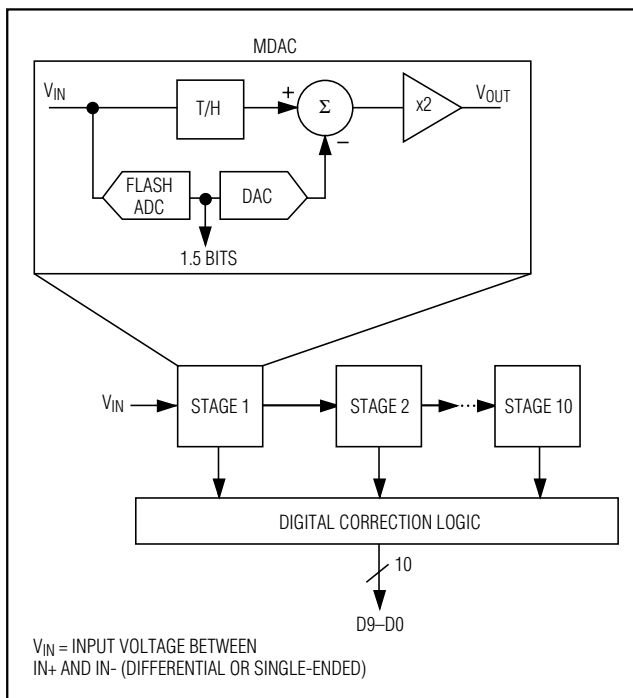 MDAC
VIN
T/H
+
Σ
−
x2
VOUT
FLASH
ADC
DAC
1.5 BITS
VIN
STAGE 1
STAGE 2
...
STAGE 10
DIGITAL CORRECTION LOGIC
10
D9–D0
VIN = INPUT VOLTAGE BETWEEN
IN+ AND IN- (DIFFERENTIAL OR SINGLE-ENDED)